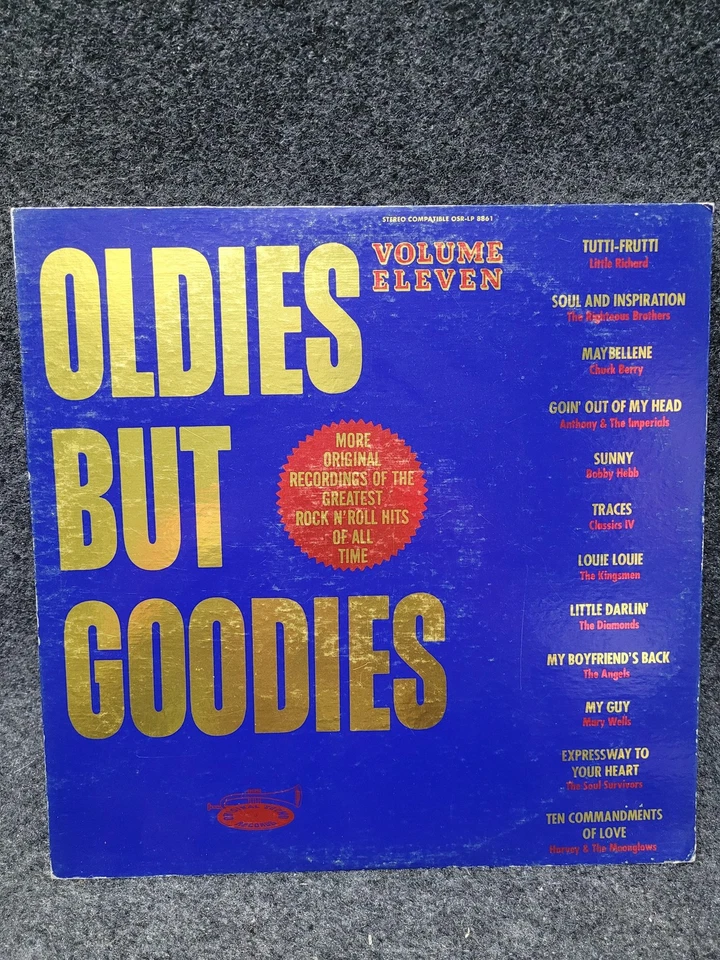 STEREO COMPATIBLE OSR-LP 8861
OLDIES
BUT
GOODIES
VOLUME
ELEVEN
MORE
ORIGINAL
RECORDINGS OF THE
GREATEST
ROCK N' ROLL HITS
OF ALL
TIME
TUTTI-FRUTTI
Little Richard
SOUL AND INSPIRATION
The Righteous Brothers
MAYBELLENE
Chuck Berry
GOIN' OUT OF MY HEAD
Anthony & The Imperials
SUNNY
Bobby Hebb
TRACES
Classics IV
LOUIE LOUIE
The Kingsmen
LITTLE DARLIN'
The Diamonds
MY BOYFRIEND'S BACK
The Angels
MY GUY
Mary Wells
EXPRESSWAY TO
YOUR HEART
The Soul Survivors
TEN COMMANDMENTS
OF LOVE
Harvey & The Moonglows